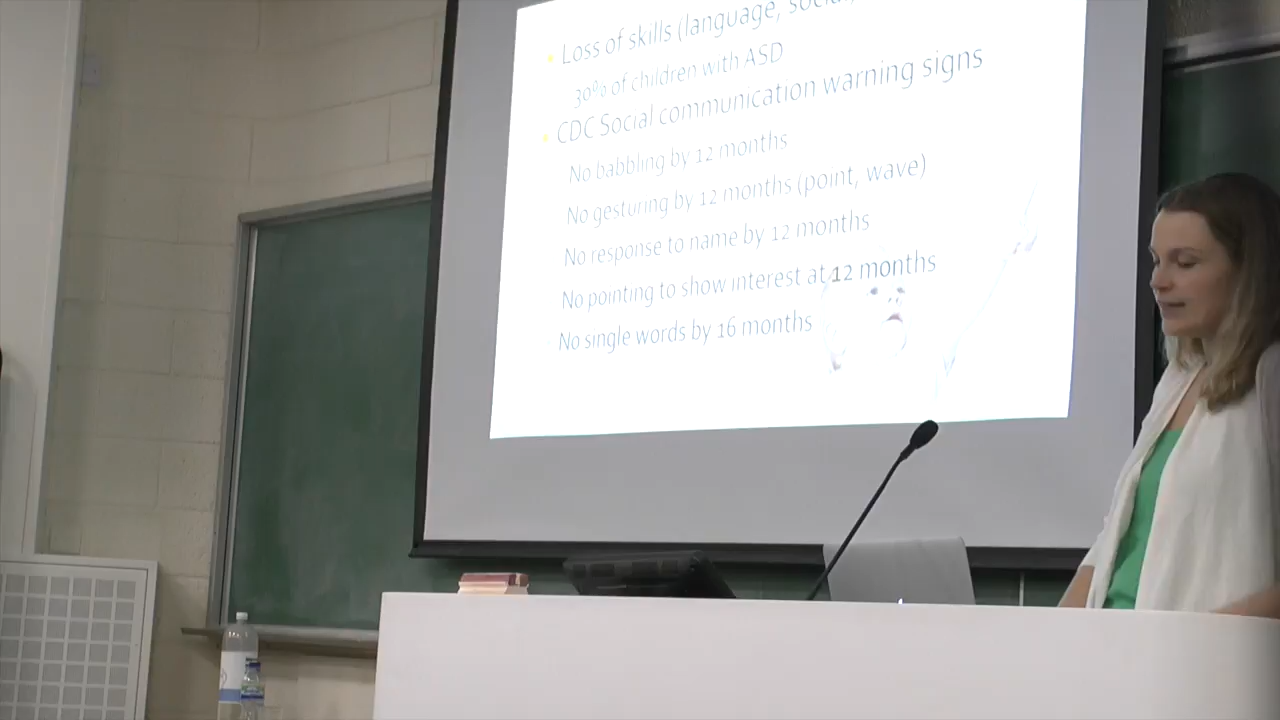 Loss of skills (language, social,
30% of children with ASD
CDC Social communication warning signs
No babbling by 12 months
No gesturing by 12 months (point, wave)
No response to name by 12 months
No pointing to show interest at 12 months
No single words by 16 months